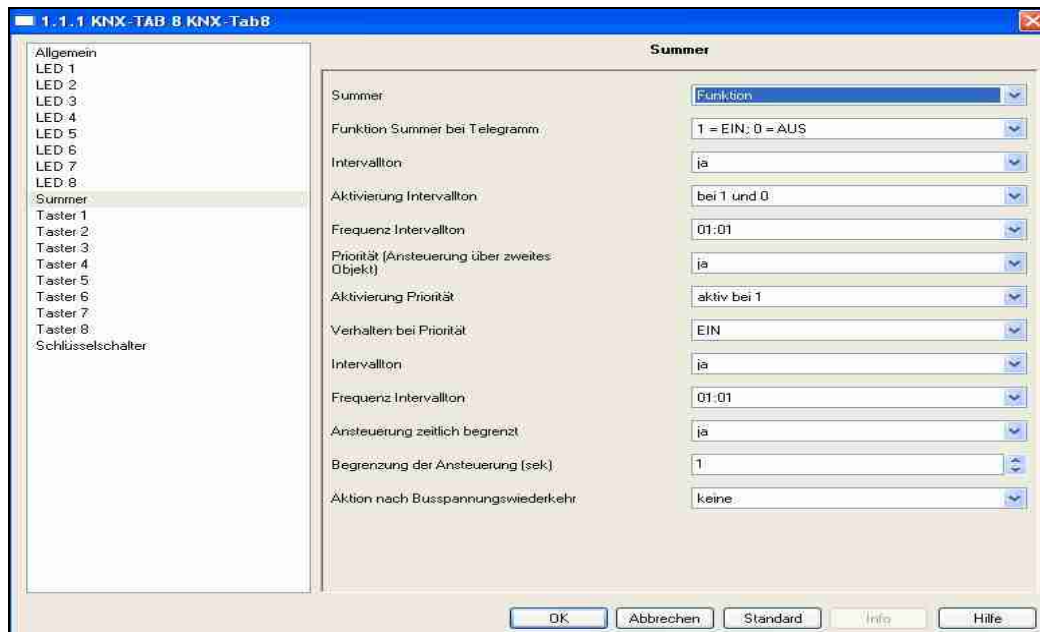 1.1.1 KNX-TAB 8 KNX-Tab8
Allgemein
LED 1
LED 2
LED 3
LED 4
LED 5
LED 6
LED 7
LED 8
Summer
Taster 1
Taster 2
Taster 3
Taster 4
Taster 5
Taster 6
Taster 7
Taster 8
Schlüsselschalter
Summer
Summer Funktion
Funktion Summer bei Telegramm 1 = EIN; 0 = AUS
Intervallton ja
Aktivierung Intervallton bei 1 und 0
Frequenz Intervallton 01:01
Priorität (Ansteuerung über zweites
Objekt) ja
Aktivierung Priorität aktiv bei 1
Verhalten bei Priorität EIN
Intervallton ja
Frequenz Intervallton 01:01
Ansteuerung zeitlich begrenzt ja
Begrenzung der Ansteuerung (sek) 1
Aktion nach Busspannungswiederkehr keine
OK Abbrechen Standard Info Hilfe